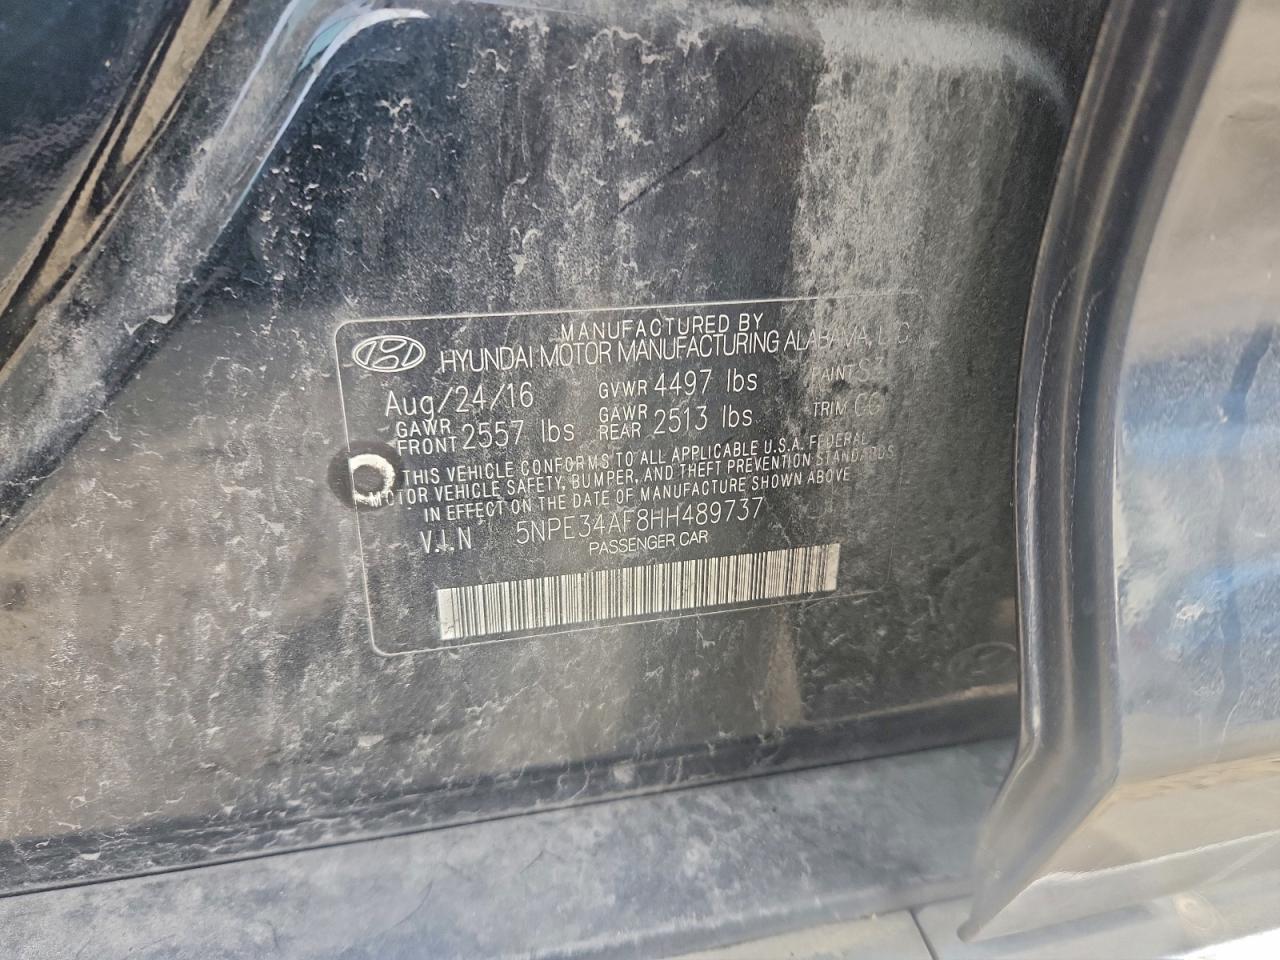 MANUFACTURED BY
HYUNDAI MOTOR MANUFACTURING ALABAMA, LLC
Aug/24/16 GVWR 4497 lbs PAINT
GAWR FRONT 2557 lbs GAWR REAR 2513 lbs TRIM
THIS VEHICLE CONFORMS TO ALL APPLICABLE U.S.A. FEDERAL
MOTOR VEHICLE SAFETY, BUMPER, AND THEFT PREVENTION STANDARDS
IN EFFECT ON THE DATE OF MANUFACTURE SHOWN ABOVE
V.I.N 5NPE34AF8HH489737
PASSENGER CAR